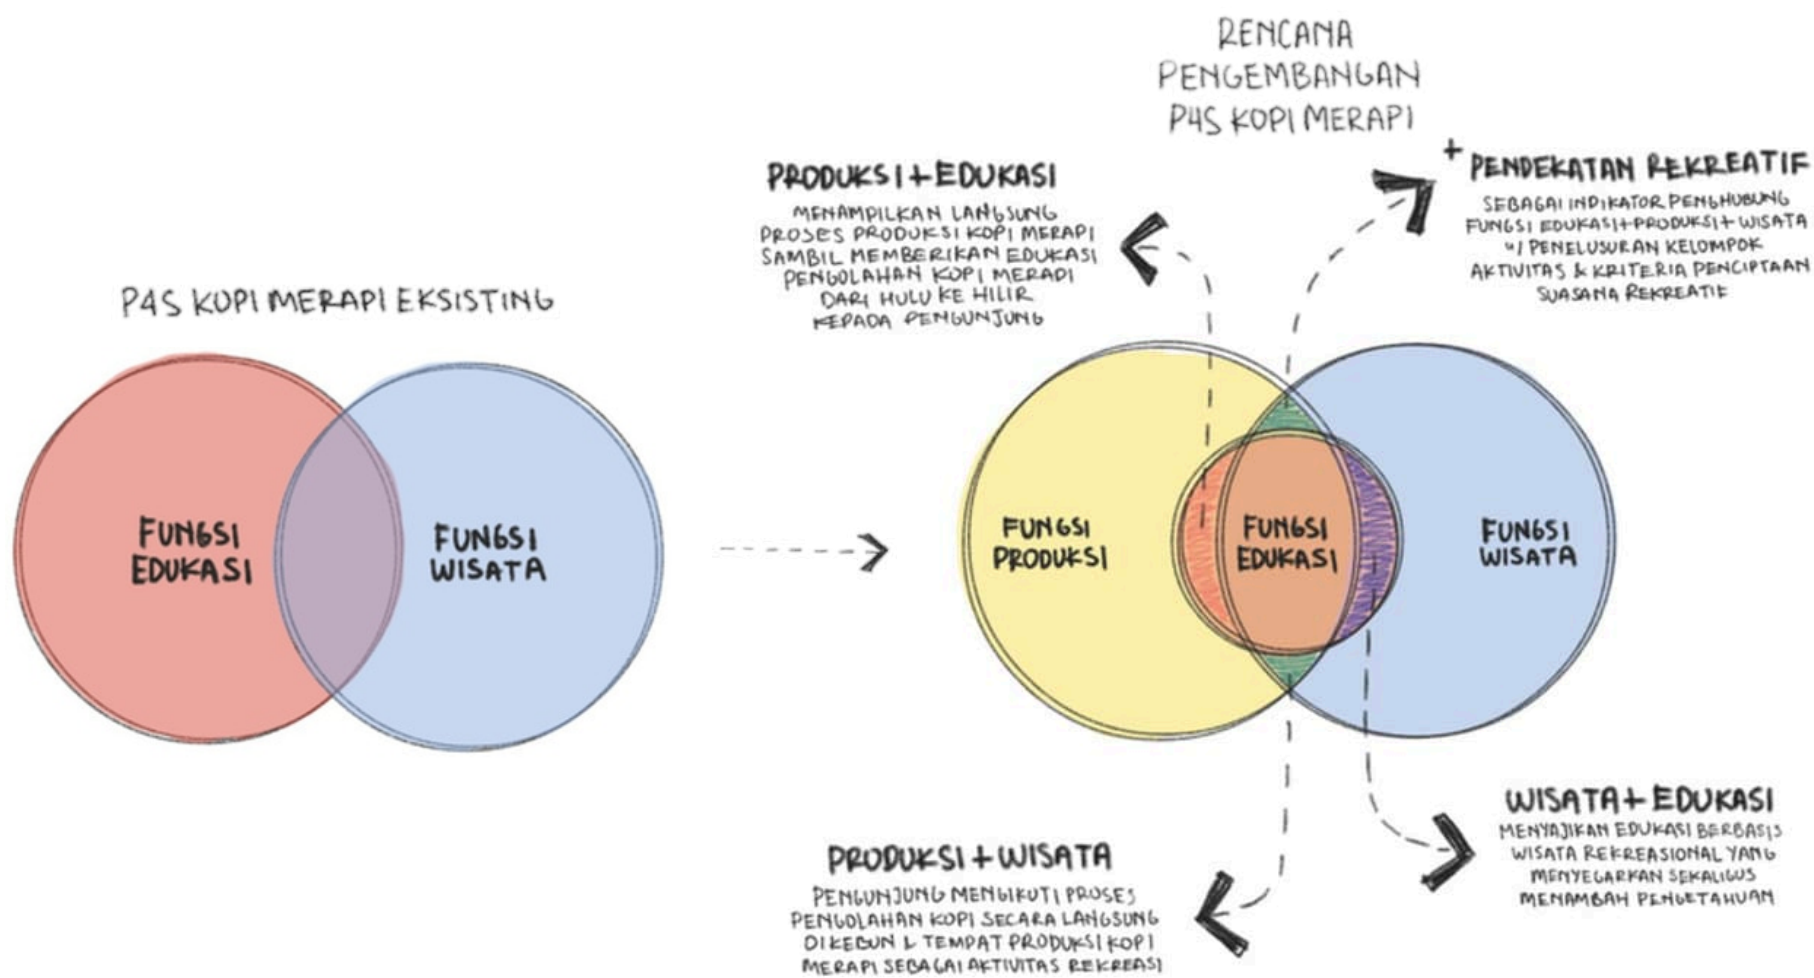 P4S KOPI MERAPI EKSISTING
FUNGSI
EDUKASI
FUNGSI
WISATA
RENCANA
PENGEMBANGAN
P4S KOPI MERAPI
PRODUKSI + EDUKASI
MENAMPILKAN LANGSUNG
PROSES PRODUKSI KOPI MERAPI
SAMBIL MEMBERIKAN EDUKASI
PENGOLAHAN KOPI MERAPI
DARI HULU KE HILIR
KEPADA PENGUNJUNG
+ PENDEKATAN REKREATIF
SEBAGAI INDIKATOR PENGHUBUNG
FUNGSI EDUKASI+PRODUKSI+WISATA
U/ PENELUSURAN KELOMPOK
AKTIVITAS & KRITERIA PENCIPTAAN
SUASANA REKREATIF
FUNGSI
PRODUKSI
FUNGSI
EDUKASI
FUNGSI
WISATA
PRODUKSI + WISATA
PENGUNJUNG MENGIKUTI PROSES
PENGOLAHAN KOPI SECARA LANGSUNG
DI KEBUN & TEMPAT PRODUKSI KOPI
MERAPI SEBAGAI AKTIVITAS REKREASI
WISATA + EDUKASI
MENYAJIKAN EDUKASI BERBASIS
WISATA REKREASIONAL YANG
MENYEGARKAN SEKALIGUS
MENAMBAH PENGETAHUAN